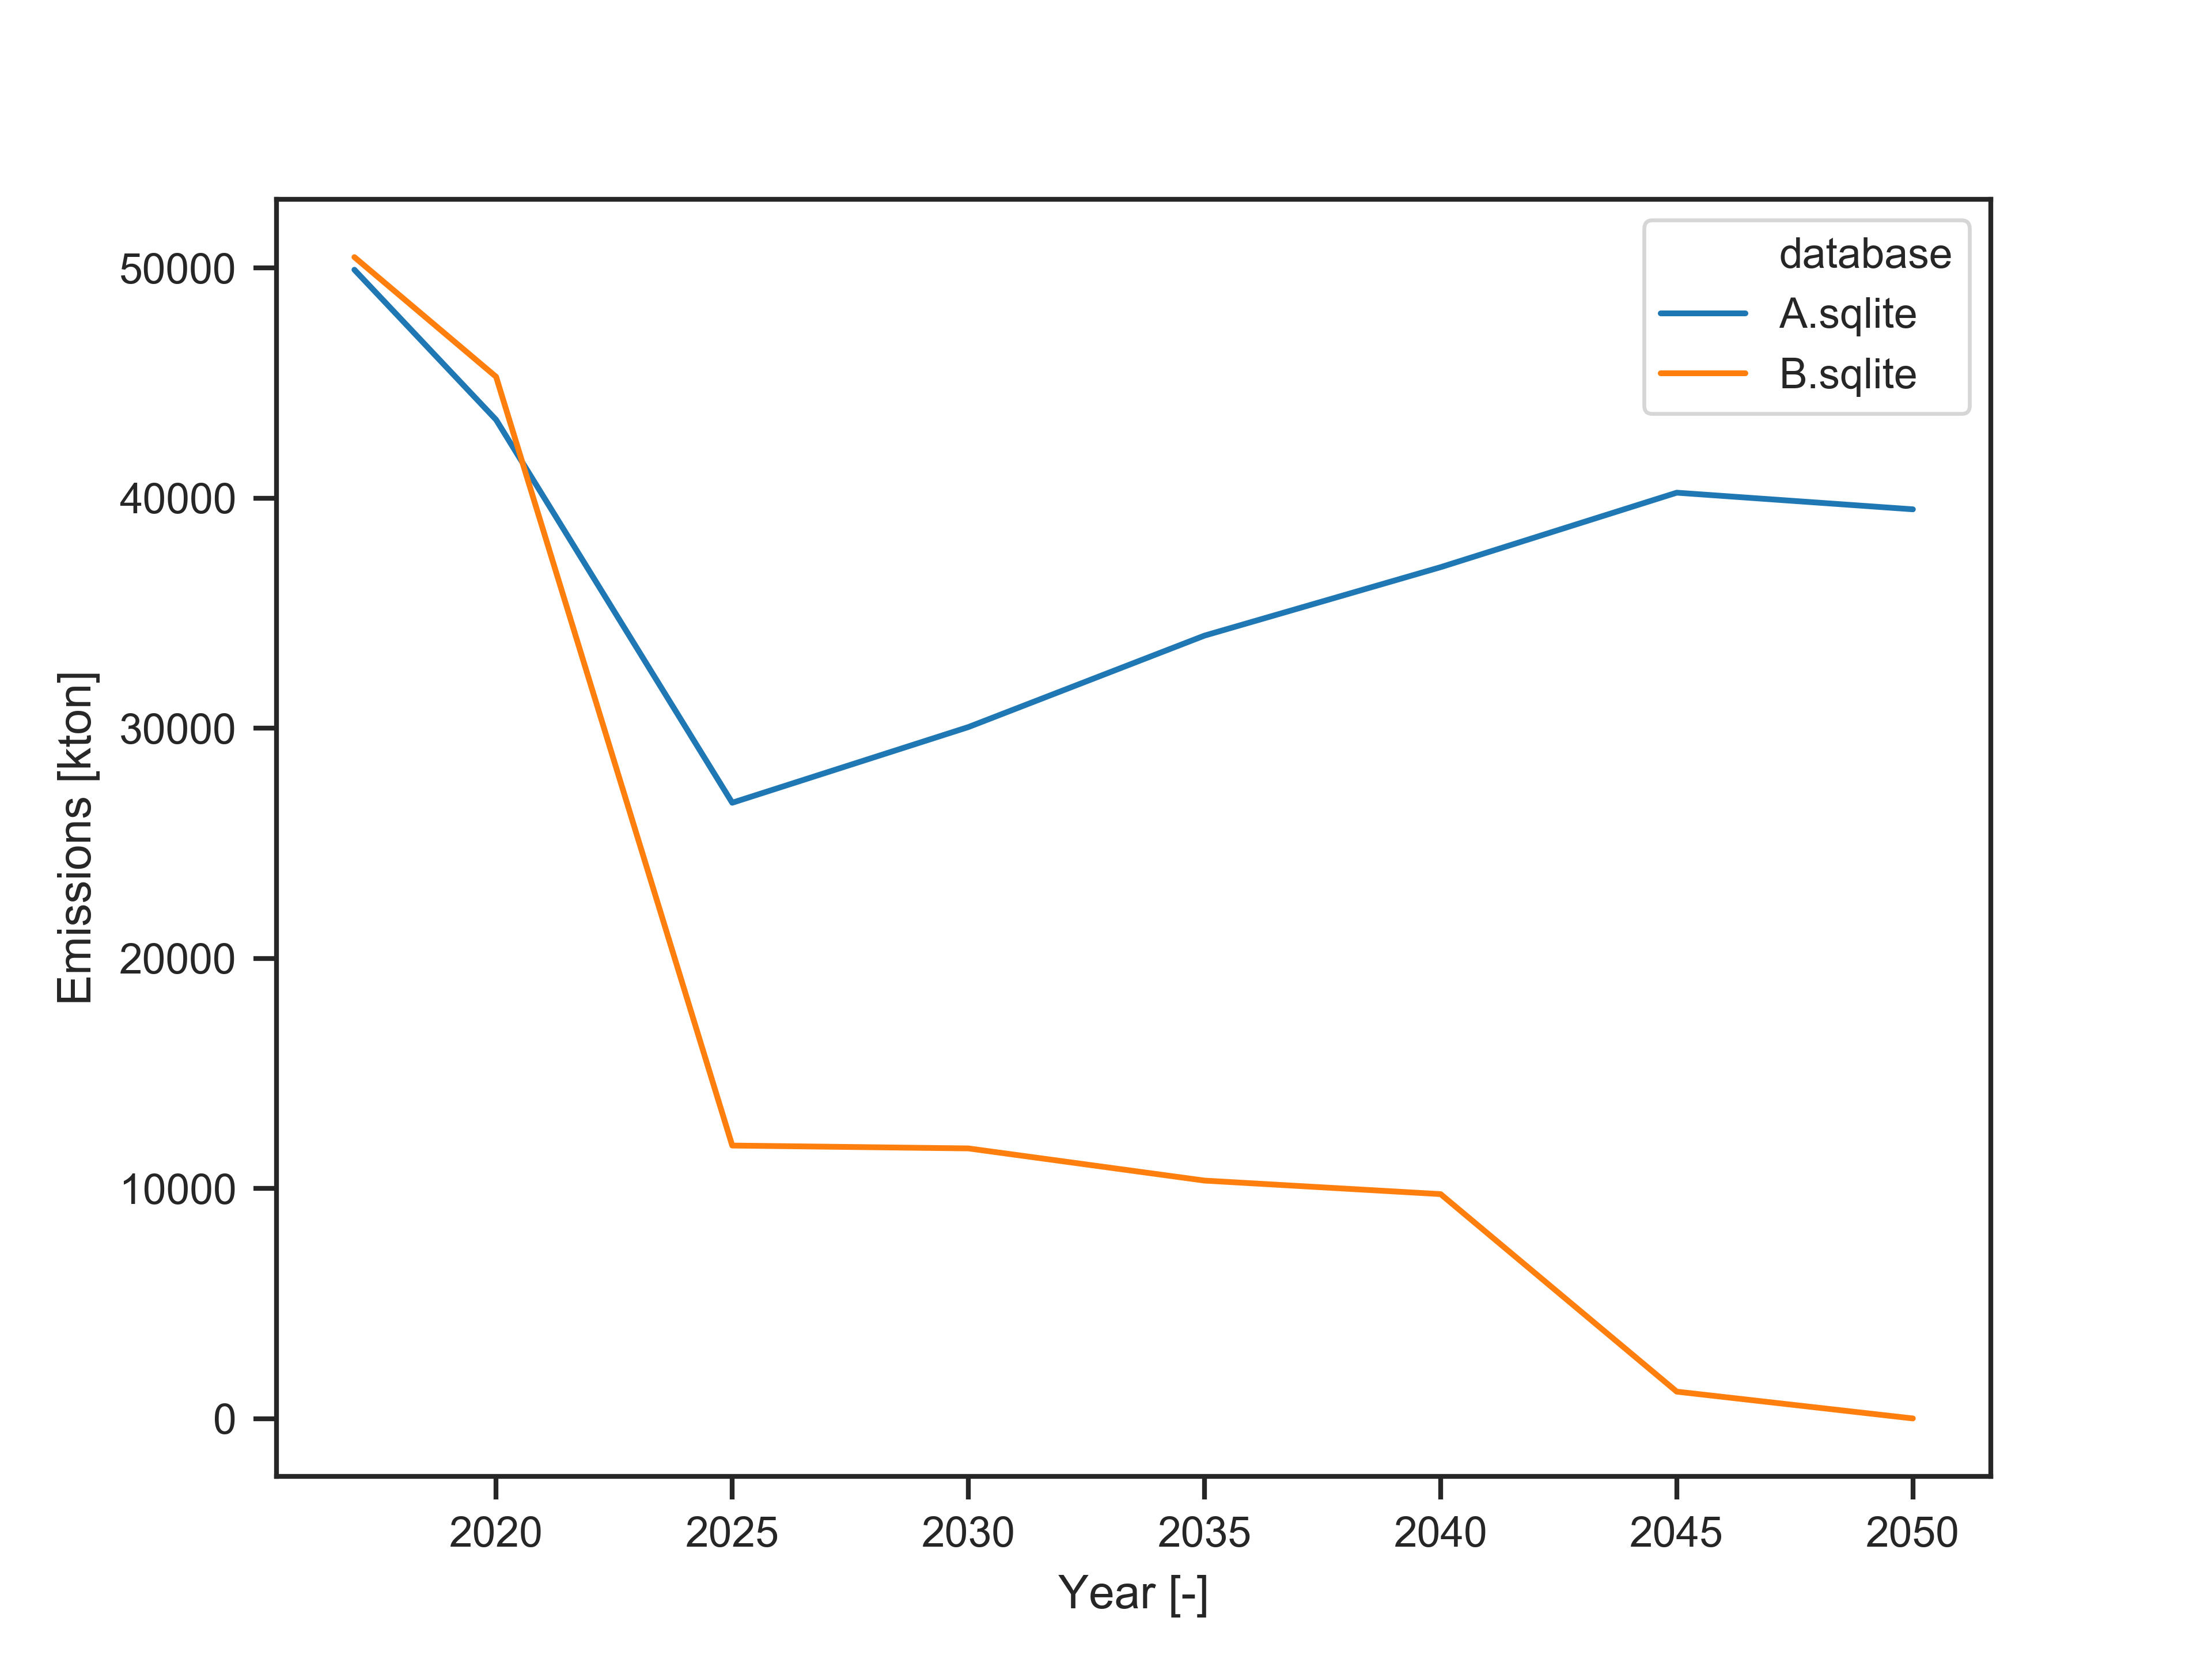 database
A.sqlite
B.sqlite
50000
40000
30000
20000
10000
0
Emissions [kton]
2020 2025 2030 2035 2040 2045 2050
Year [-]